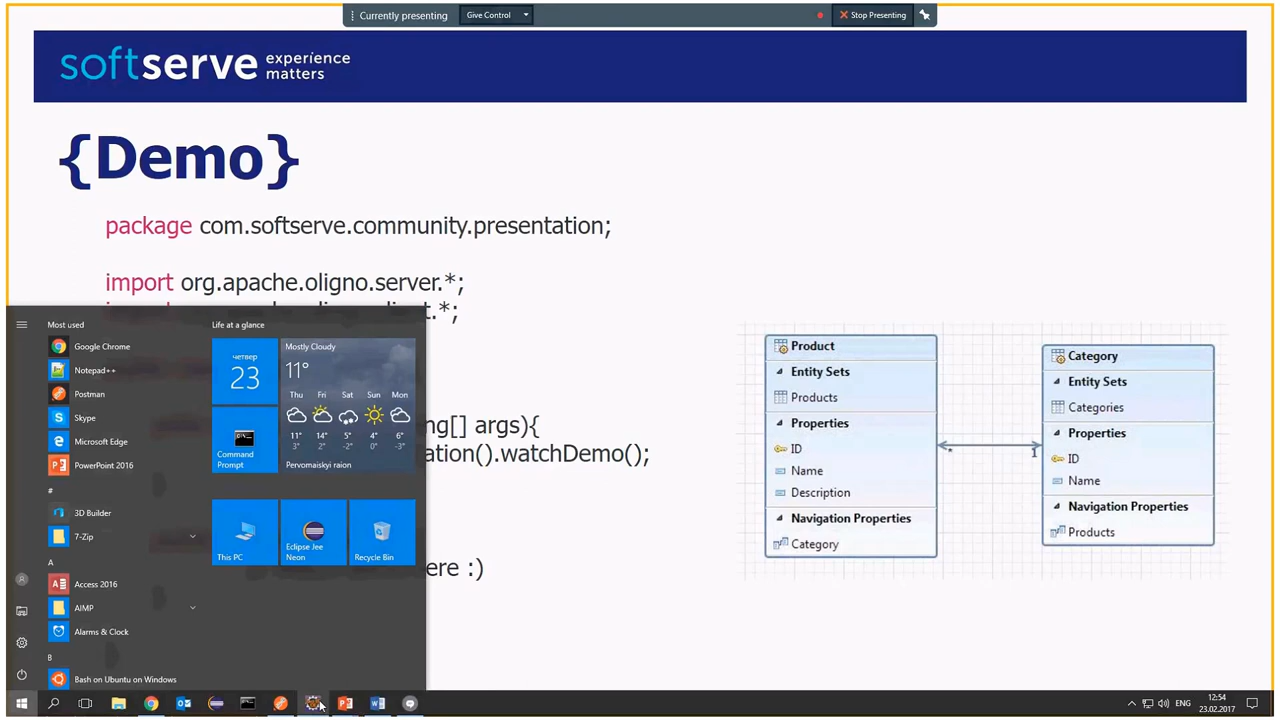 Currently presenting
Give Control
Stop Presenting
softserve experience matters
{Demo}
package com.softserve.community.presentation;
import org.apache.oligno.server.*;
.*;
g[] args){
ation().watchDemo();
ere :)
Most used
Google Chrome
Notepad++
Postman
Skype
Microsoft Edge
PowerPoint 2016
#
3D Builder
7-Zip
A
Access 2016
AIMP
Alarms & Clock
B
Bash on Ubuntu on Windows
Life at a glance
четвер
23
Mostly Cloudy
11°
Thu Fri Sat Sun Mon
11° 14° 5° 4° 6°
3° 2° -2° -3° -3°
Pervomaiskyi raion
Command Prompt
This PC
Eclipse Jee Neon
Recycle Bin
Product
Entity Sets
Products
Properties
ID
Name
Description
Navigation Properties
Category
* 1
Category
Entity Sets
Categories
Properties
ID
Name
Navigation Properties
Products
ENG
12:54
23.02.2017